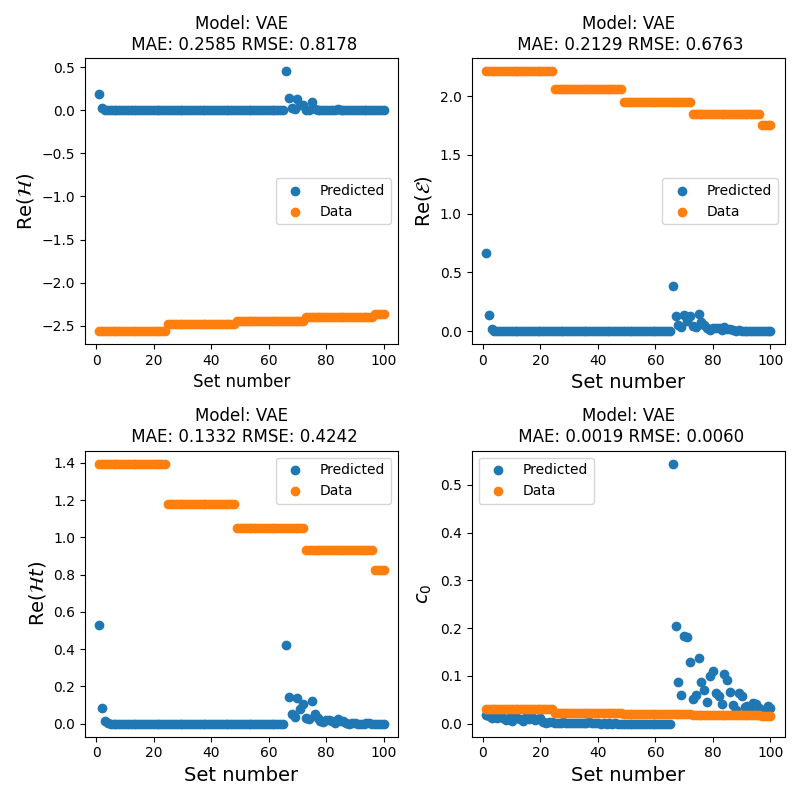 Model: VAE
MAE: 0.2585 RMSE: 0.8178
Re(ℋ)
0.5
0.0
−0.5
−1.0
−1.5
−2.0
−2.5
Predicted
Data
0 20 40 60 80 100
Set number
Model: VAE
MAE: 0.2129 RMSE: 0.6763
Re(ℰ)
2.0
1.5
1.0
0.5
0.0
Predicted
Data
0 20 40 60 80 100
Set number
Model: VAE
MAE: 0.1332 RMSE: 0.4242
Re(ℋt)
1.4
1.2
1.0
0.8
0.6
0.4
0.2
0.0
Predicted
Data
0 20 40 60 80 100
Set number
Model: VAE
MAE: 0.0019 RMSE: 0.0060
c₀
0.5
0.4
0.3
0.2
0.1
0.0
Predicted
Data
0 20 40 60 80 100
Set number